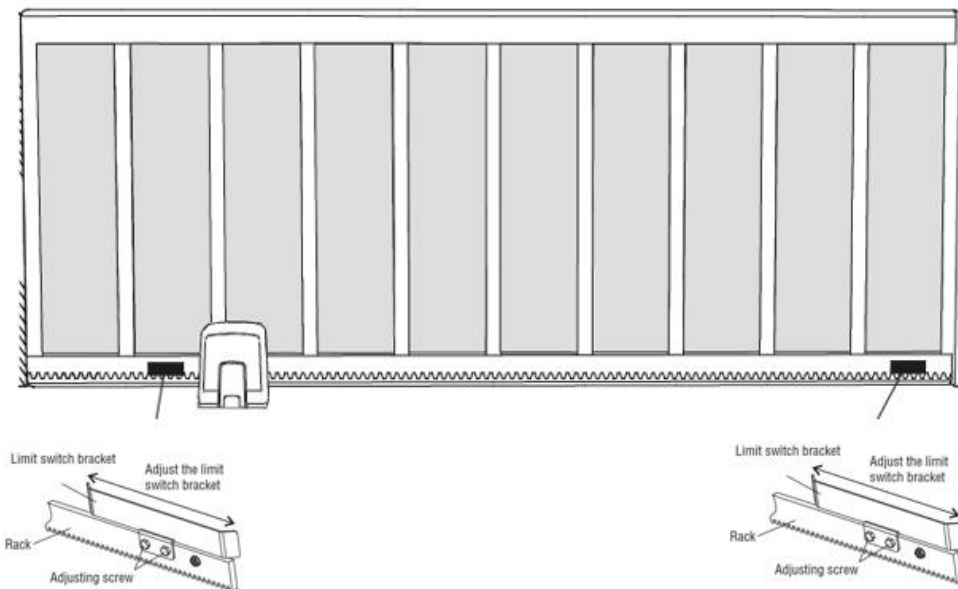 Limit switch bracket
Adjust the limit
switch bracket
Rack
Adjusting screw
Limit switch bracket
Adjust the limit
switch bracket
Rack
Adjusting screw